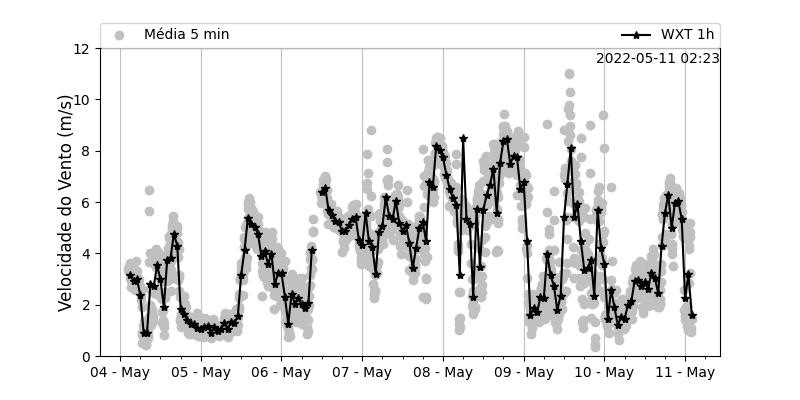 Média 5 min
WXT 1h
2022-05-11 02:23
Velocidade do Vento (m/s)
12
10
8
6
4
2
0
04 - May 05 - May 06 - May 07 - May 08 - May 09 - May 10 - May 11 - May